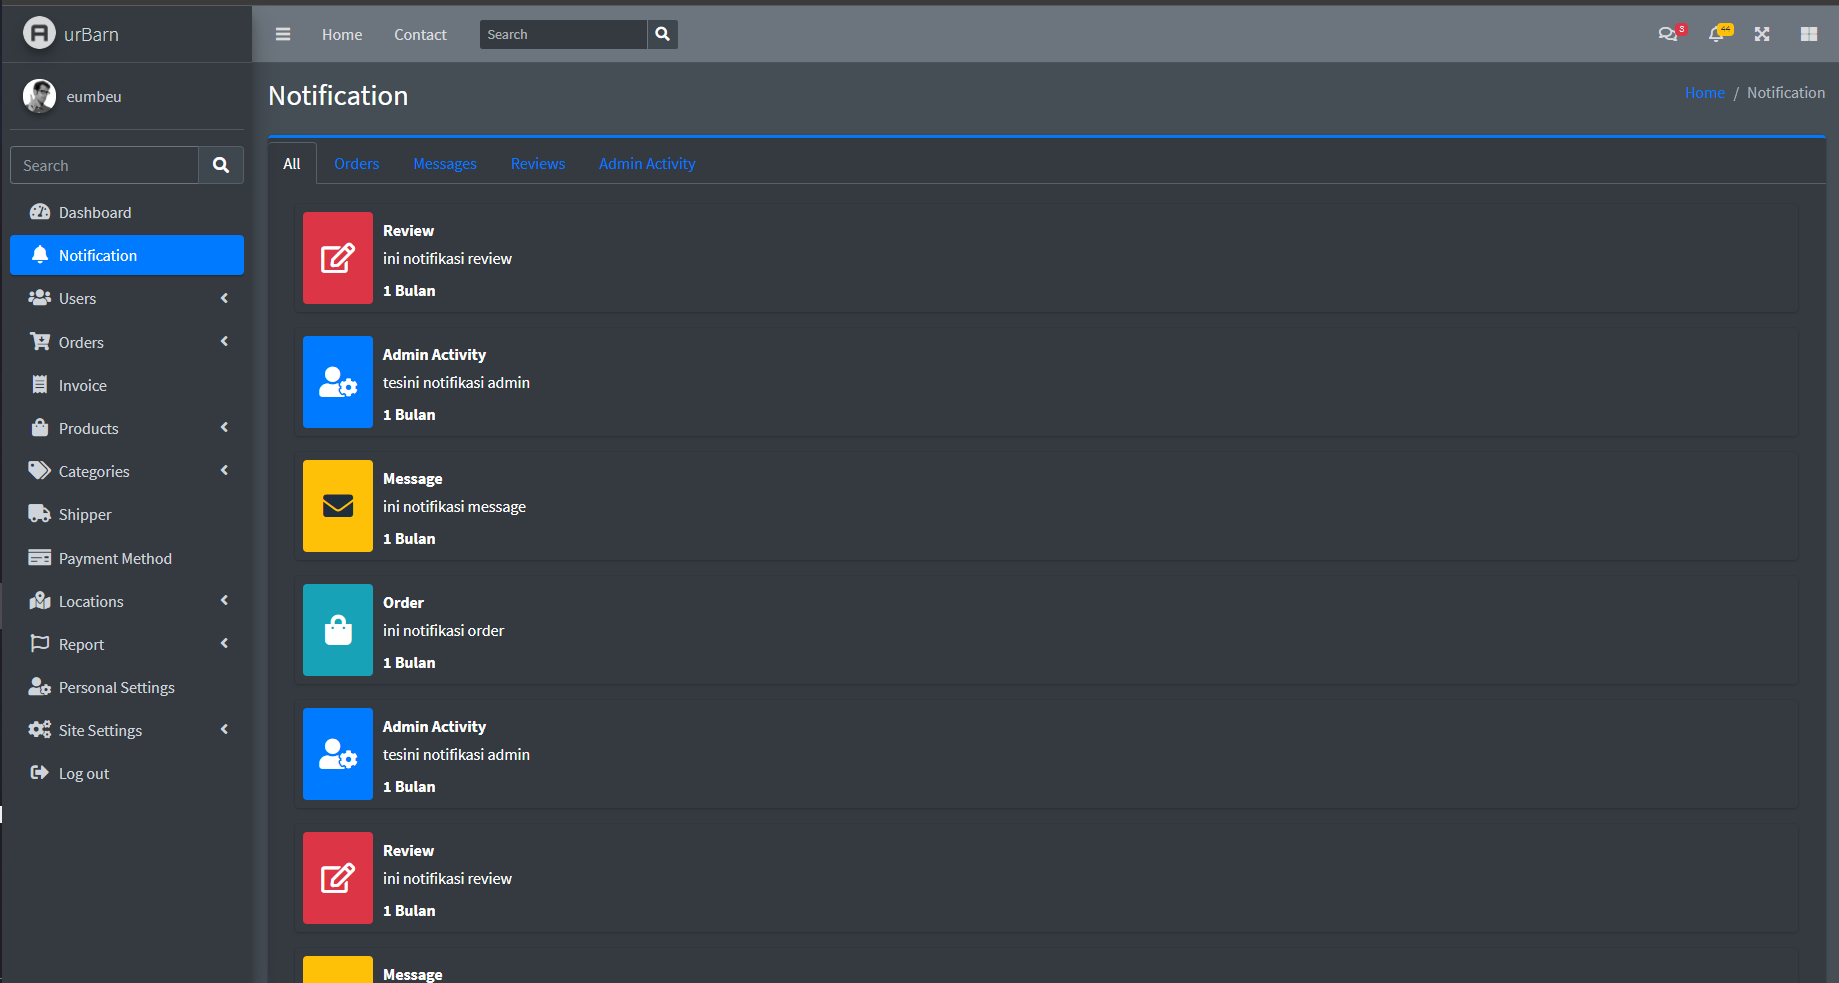 urBarn
Home
Contact
Search
3
44
eumbeu
Notification
Home / Notification
Search
Dashboard
Notification
Users
Orders
Invoice
Products
Categories
Shipper
Payment Method
Locations
Report
Personal Settings
Site Settings
Log out
All
Orders
Messages
Reviews
Admin Activity
Review
ini notifikasi review
1 Bulan
Admin Activity
tesini notifikasi admin
1 Bulan
Message
ini notifikasi message
1 Bulan
Order
ini notifikasi order
1 Bulan
Admin Activity
tesini notifikasi admin
1 Bulan
Review
ini notifikasi review
1 Bulan
Message